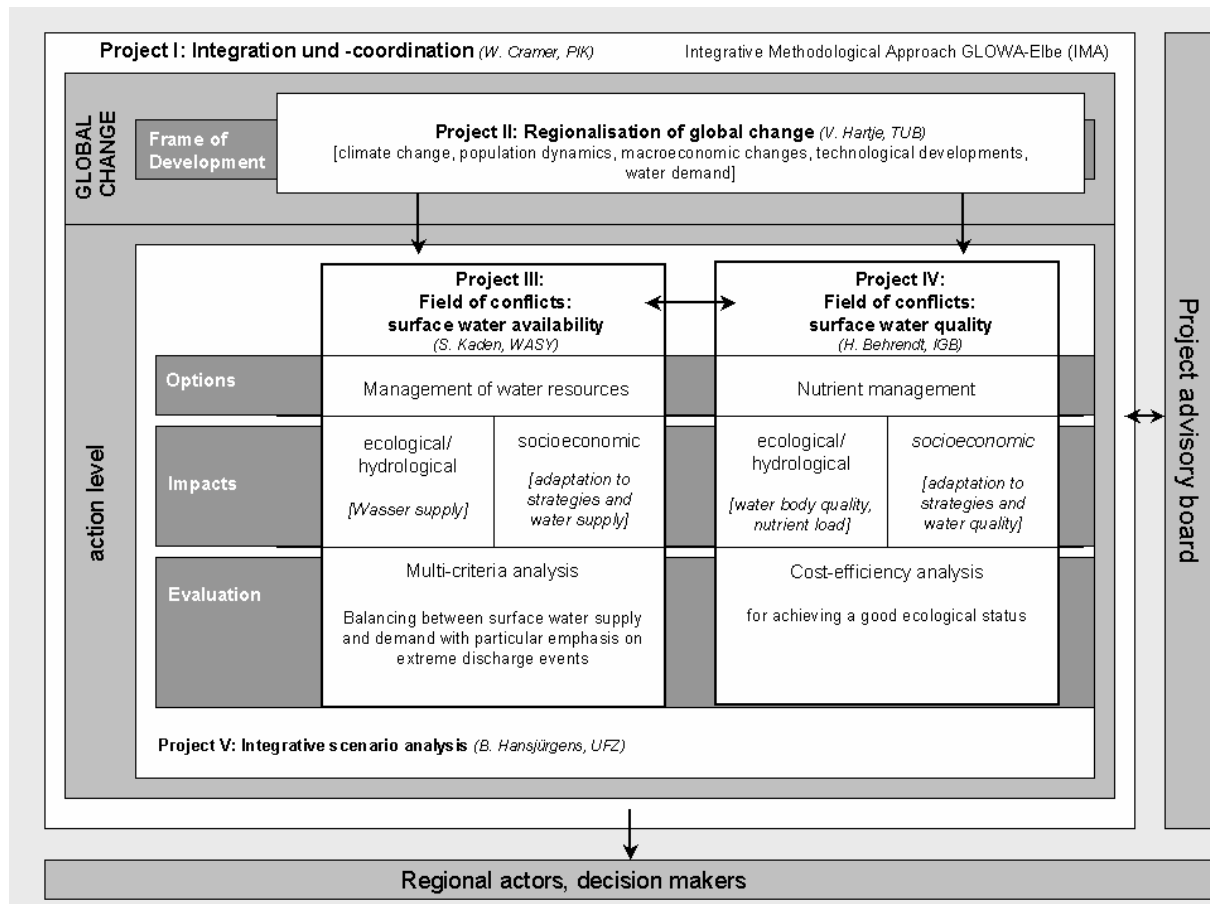 Project I: Integration und -coordination (W. Cramer, PIK)
Integrative Methodological Approach GLOWA-Elbe (IMA)
GLOBAL
CHANGE
Frame of
Development
Project II: Regionalisation of global change (V. Hartje, TUB)
[climate change, population dynamics, macroeconomic changes, technological developments,
water demand]
action level
Project III:
Field of conflicts:
surface water availability
(S. Kaden, WASY)
Project IV:
Field of conflicts:
surface water quality
(H. Behrendt, IGB)
Options
Management of water resources
Nutrient management
Impacts
ecological/
hydrological
[Wasser supply]
socioeconomic
[adaptation to
strategies and
water supply]
ecological/
hydrological
[water body quality,
nutrient load]
socioeconomic
[adaptation to
strategies and
water quality]
Evaluation
Multi-criteria analysis
Balancing between surface water supply
and demand with particular emphasis on
extreme discharge events
Cost-efficiency analysis
for achieving a good ecological status
Project V: Integrative scenario analysis (B. Hansjürgens, UFZ)
Project advisory board
Regional actors, decision makers